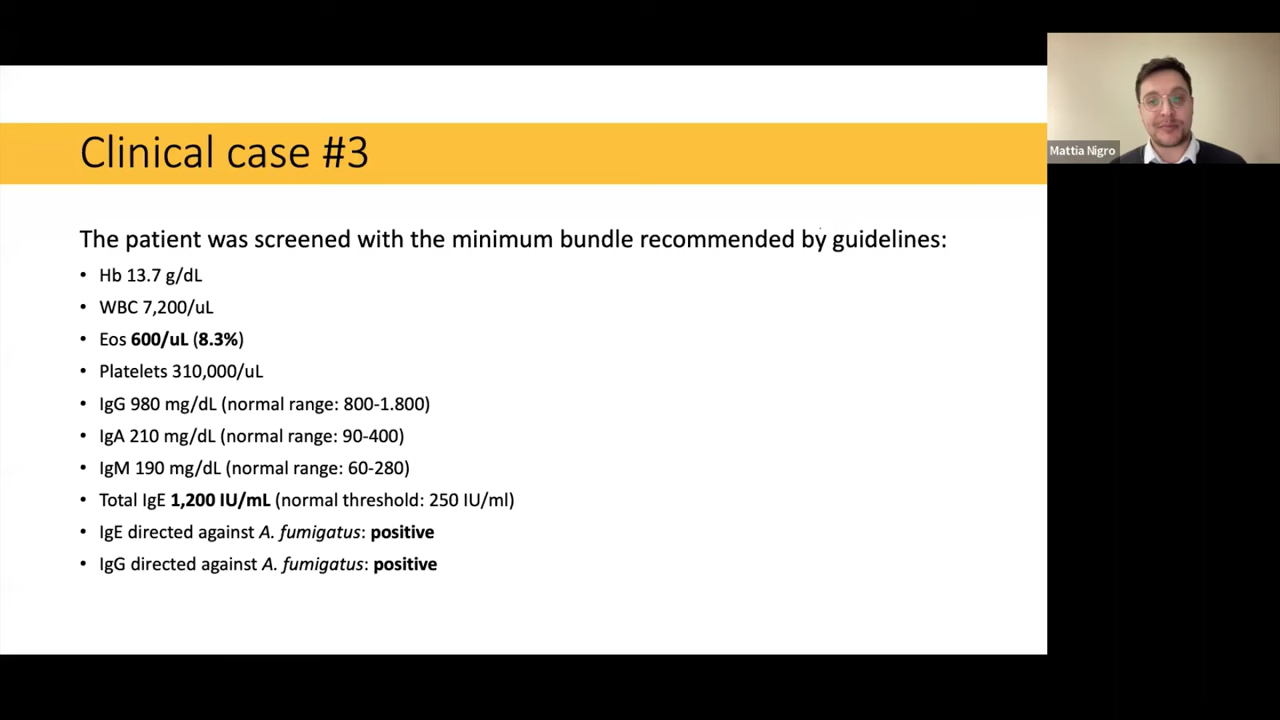 Clinical case #3
Mattia Nigro
The patient was screened with the minimum bundle recommended by guidelines:
• Hb 13.7 g/dL
• WBC 7,200/uL
• Eos 600/uL (8.3%)
• Platelets 310,000/uL
• IgG 980 mg/dL (normal range: 800-1.800)
• IgA 210 mg/dL (normal range: 90-400)
• IgM 190 mg/dL (normal range: 60-280)
• Total IgE 1,200 IU/mL (normal threshold: 250 IU/ml)
• IgE directed against A. fumigatus: positive
• IgG directed against A. fumigatus: positive